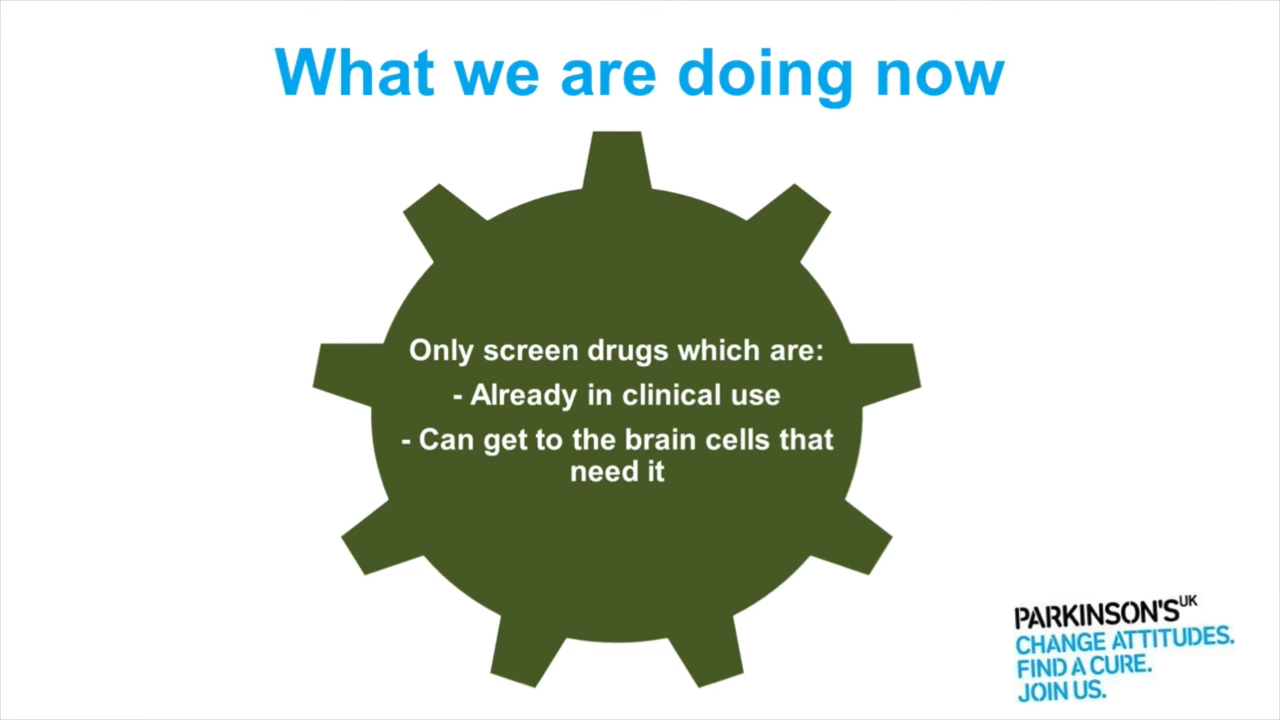 What we are doing now
Only screen drugs which are:
- Already in clinical use
- Can get to the brain cells that
need it
PARKINSON'S UK
CHANGE ATTITUDES.
FIND A CURE.
JOIN US.